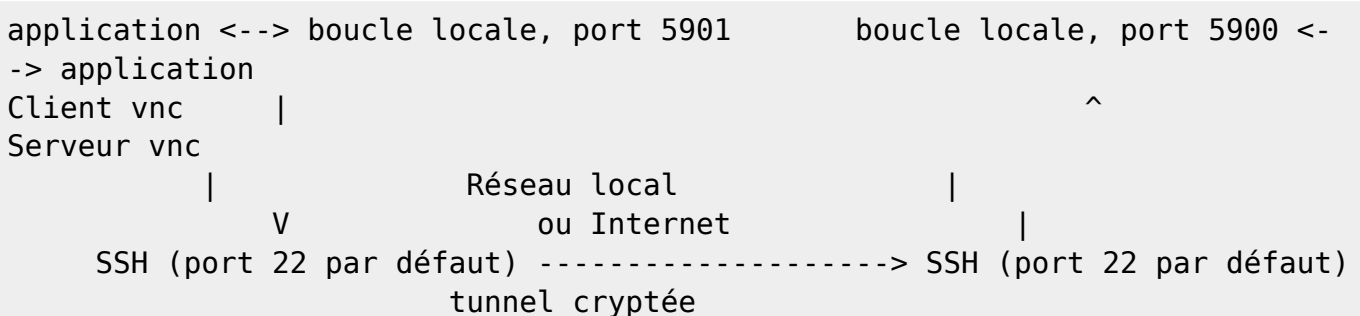 application <--> boucle locale, port 5901        boucle locale, port 5900 <-
-> application
Client vnc     |                                              ^
Serveur vnc
           |              Réseau local               |
               V              ou Internet                |
     SSH (port 22 par défaut) --------------------> SSH (port 22 par défaut)
                         tunnel cryptée